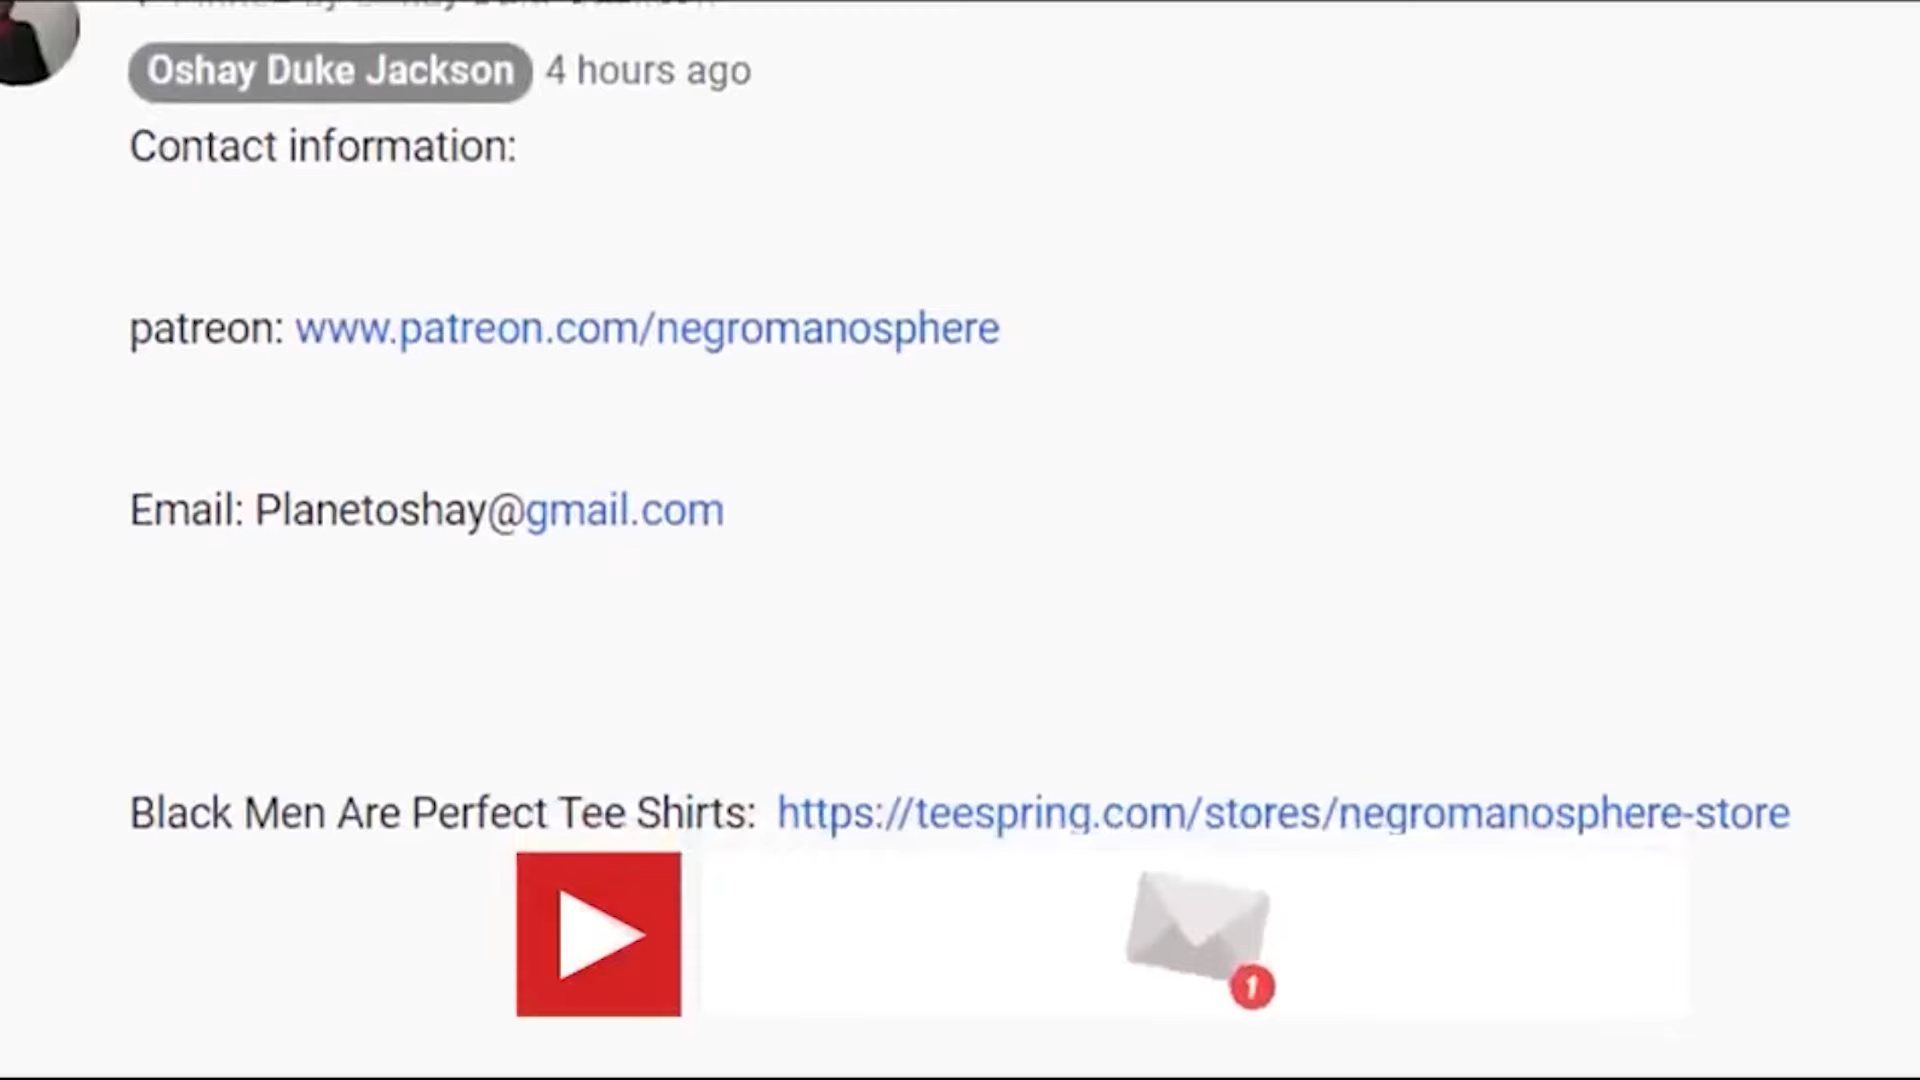 Oshay Duke Jackson 4 hours ago
Contact information:
patreon: www.patreon.com/negromanosphere
Email: Planetoshay@gmail.com
Black Men Are Perfect Tee Shirts: https://teespring.com/stores/negromanosphere-store
1